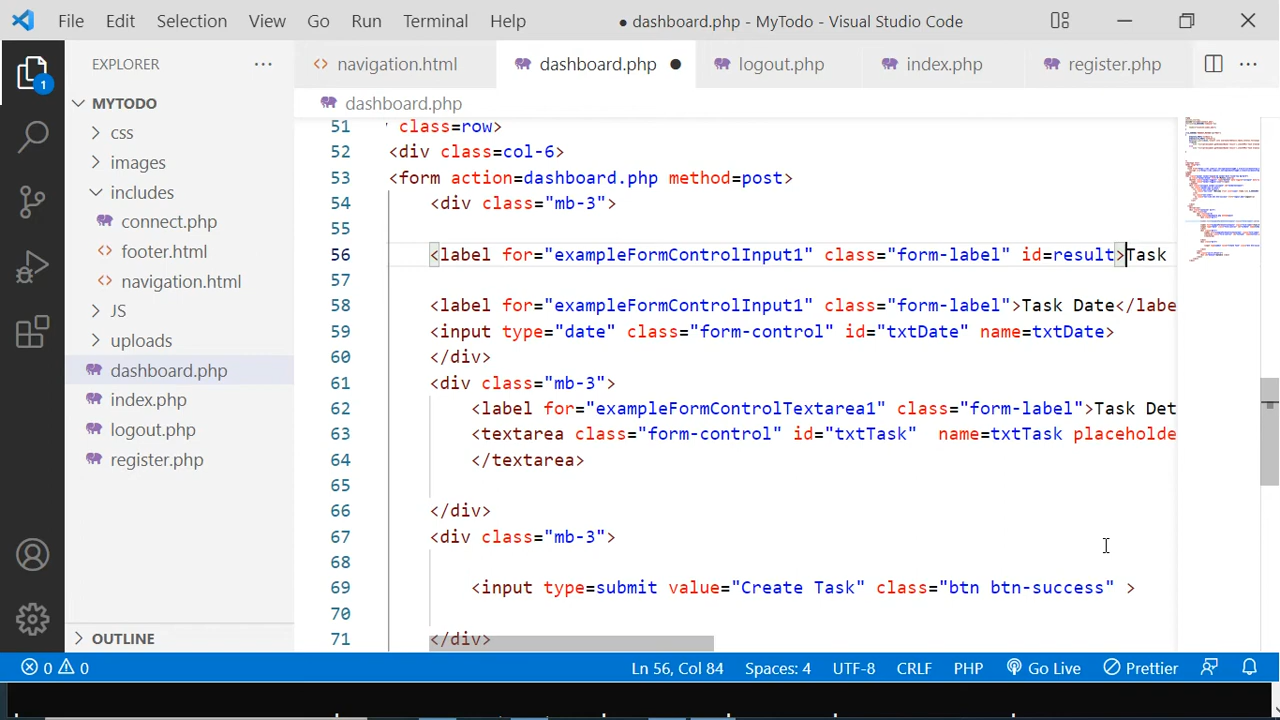 File Edit Selection View Go Run Terminal Help ● dashboard.php - MyTodo - Visual Studio Code
EXPLORER ···
navigation.html dashboard.php ● logout.php index.php register.php ···
dashboard.php
1
MYTODO
css
images
includes
connect.php
footer.html
navigation.html
JS
uploads
dashboard.php
index.php
logout.php
register.php
OUTLINE
51 ' class=row>
52 <div class=col-6>
53 <form action=dashboard.php method=post>
54 <div class="mb-3">
55
56 <label for="exampleFormControlInput1" class="form-label" id=result>Task
57
58 <label for="exampleFormControlInput1" class="form-label">Task Date</labe
59 <input type="date" class="form-control" id="txtDate" name=txtDate>
60 </div>
61 <div class="mb-3">
62 <label for="exampleFormControlTextarea1" class="form-label">Task Det
63 <textarea class="form-control" id="txtTask" name=txtTask placeholde
64 </textarea>
65
66 </div>
67 <div class="mb-3">
68
69 <input type=submit value="Create Task" class="btn btn-success" >
70
71 </div>
0 0 Ln 56, Col 84 Spaces: 4 UTF-8 CRLF PHP Go Live Prettier